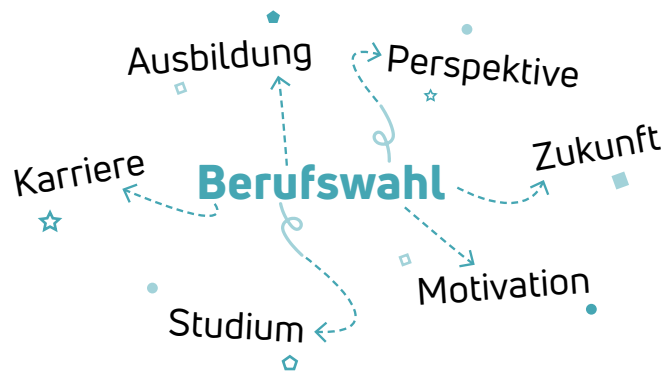 Ausbildung
Perspektive
Zukunft
Karriere
Berufswahl
Motivation
Studium